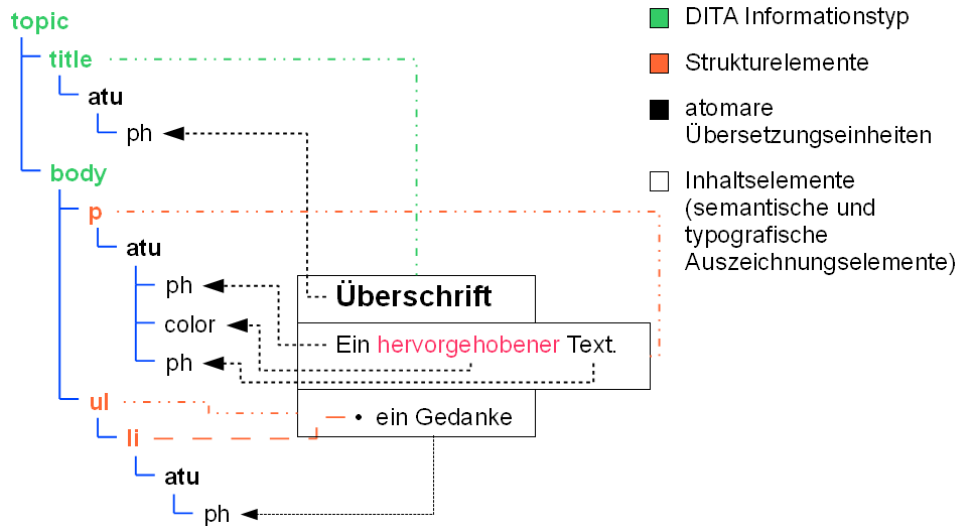 topic
title
atu
ph
body
p
atu
ph
color
ph
ul
li
atu
ph
Überschrift
Ein hervorgehobener Text.
• ein Gedanke
DITA Informationstyp
Strukturelemente
atomare
Übersetzungseinheiten
Inhaltselemente
(semantische und
typografische
Auszeichnungselemente)